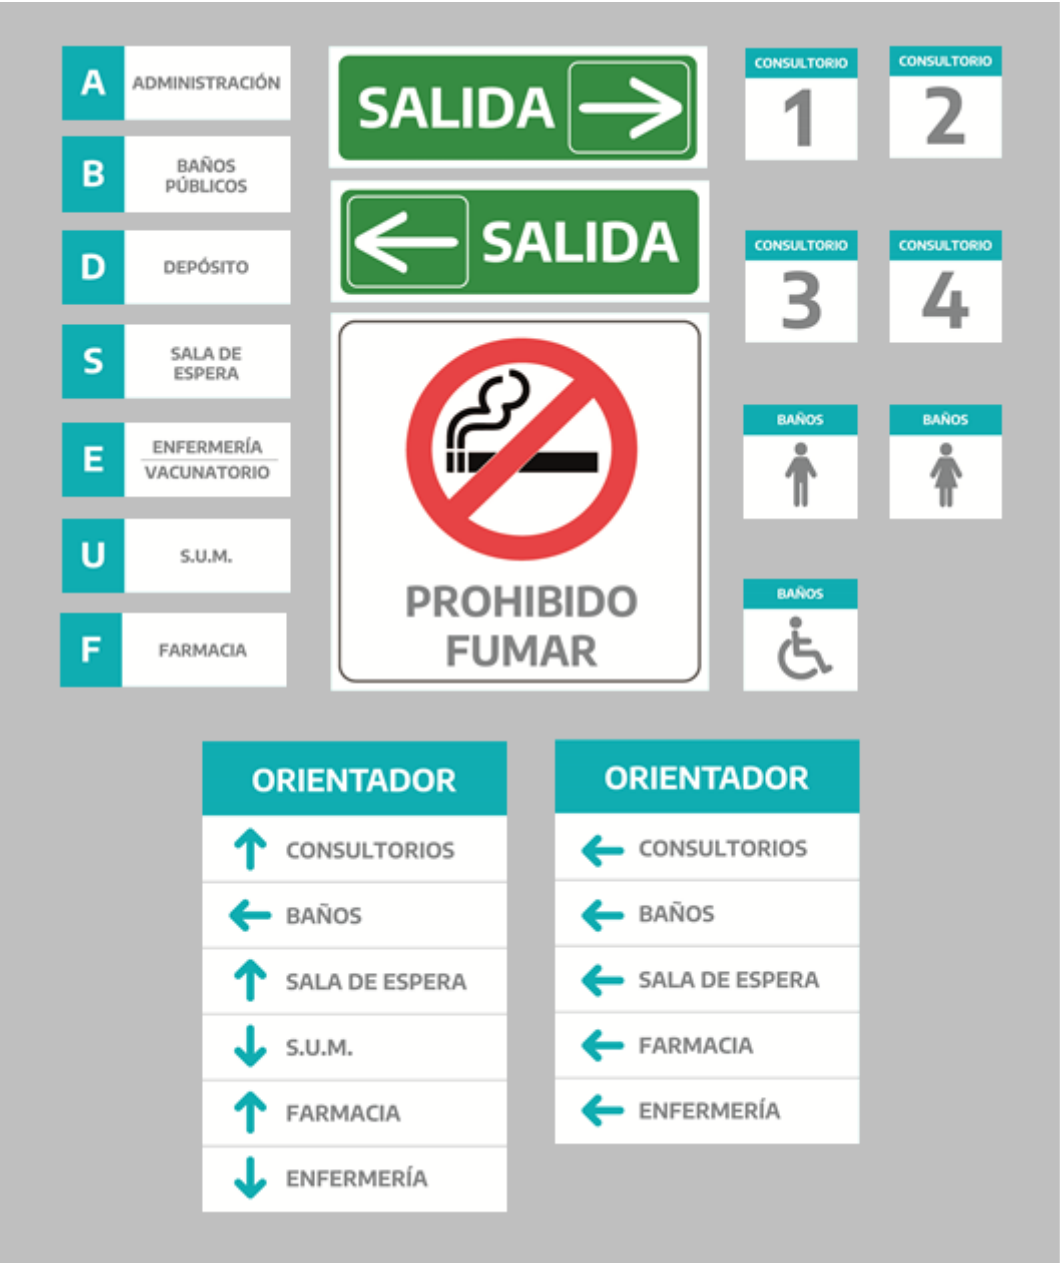 A
ADMINISTRACIÓN
B
BAÑOS
PÚBLICOS
D
DEPÓSITO
S
SALA DE
ESPERA
E
ENFERMERÍA
VACUNATORIO
U
S.U.M.
F
FARMACIA
SALIDA
SALIDA
PROHIBIDO
FUMAR
CONSULTORIO
1
CONSULTORIO
2
CONSULTORIO
3
CONSULTORIO
4
BAÑOS
BAÑOS
BAÑOS
ORIENTADOR
CONSULTORIOS
BAÑOS
SALA DE ESPERA
S.U.M.
FARMACIA
ENFERMERÍA
ORIENTADOR
CONSULTORIOS
BAÑOS
SALA DE ESPERA
FARMACIA
ENFERMERÍA